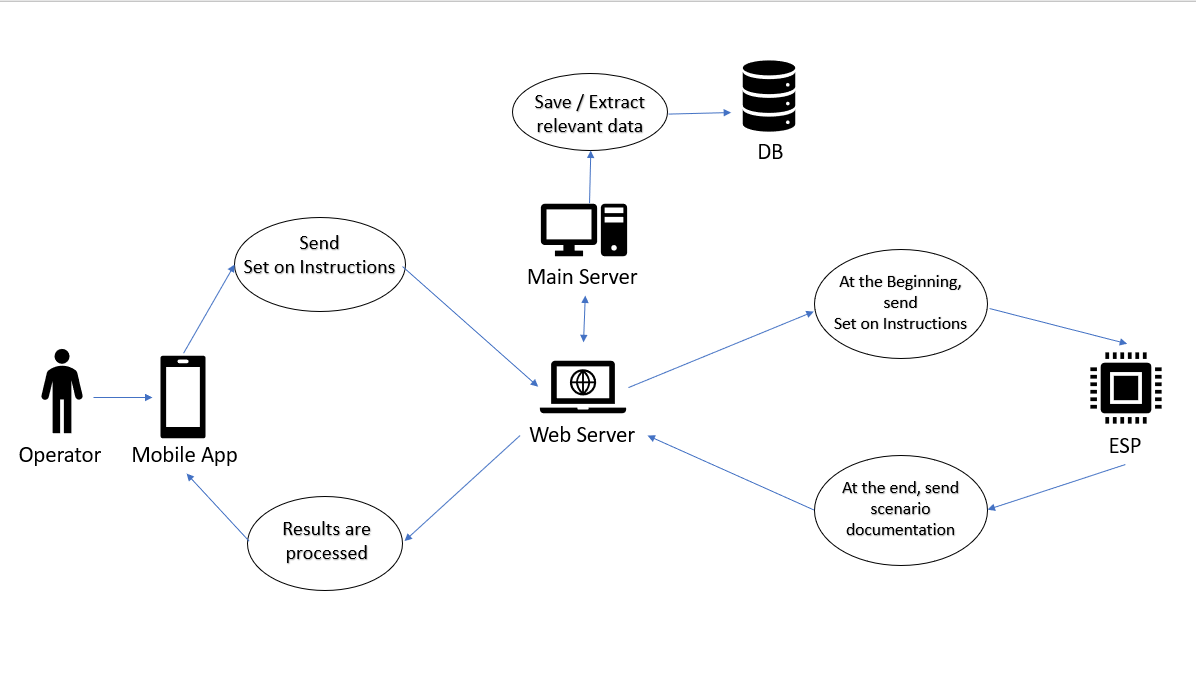 Save / Extract
relevant data
DB
Send
Set on Instructions
Main Server
At the Beginning,
send
Set on Instructions
Operator
Mobile App
Web Server
ESP
Results are
processed
At the end, send
scenario
documentation